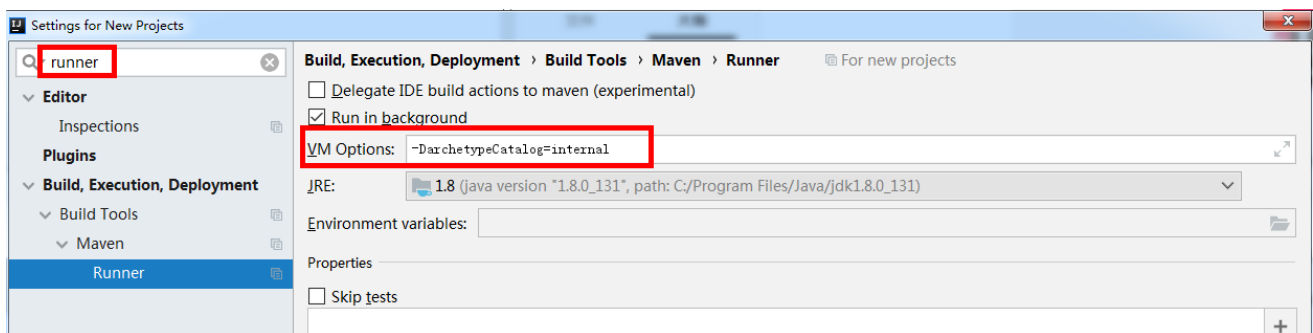 Settings for New Projects
runner
Editor
Inspections
Plugins
Build, Execution, Deployment
Build Tools
Maven
Runner
Build, Execution, Deployment › Build Tools › Maven › Runner
For new projects
Delegate IDE build actions to maven (experimental)
Run in background
VM Options: -DarchetypeCatalog=internal
JRE: 1.8 (java version "1.8.0_131", path: C:/Program Files/Java/jdk1.8.0_131)
Environment variables:
Properties
Skip tests